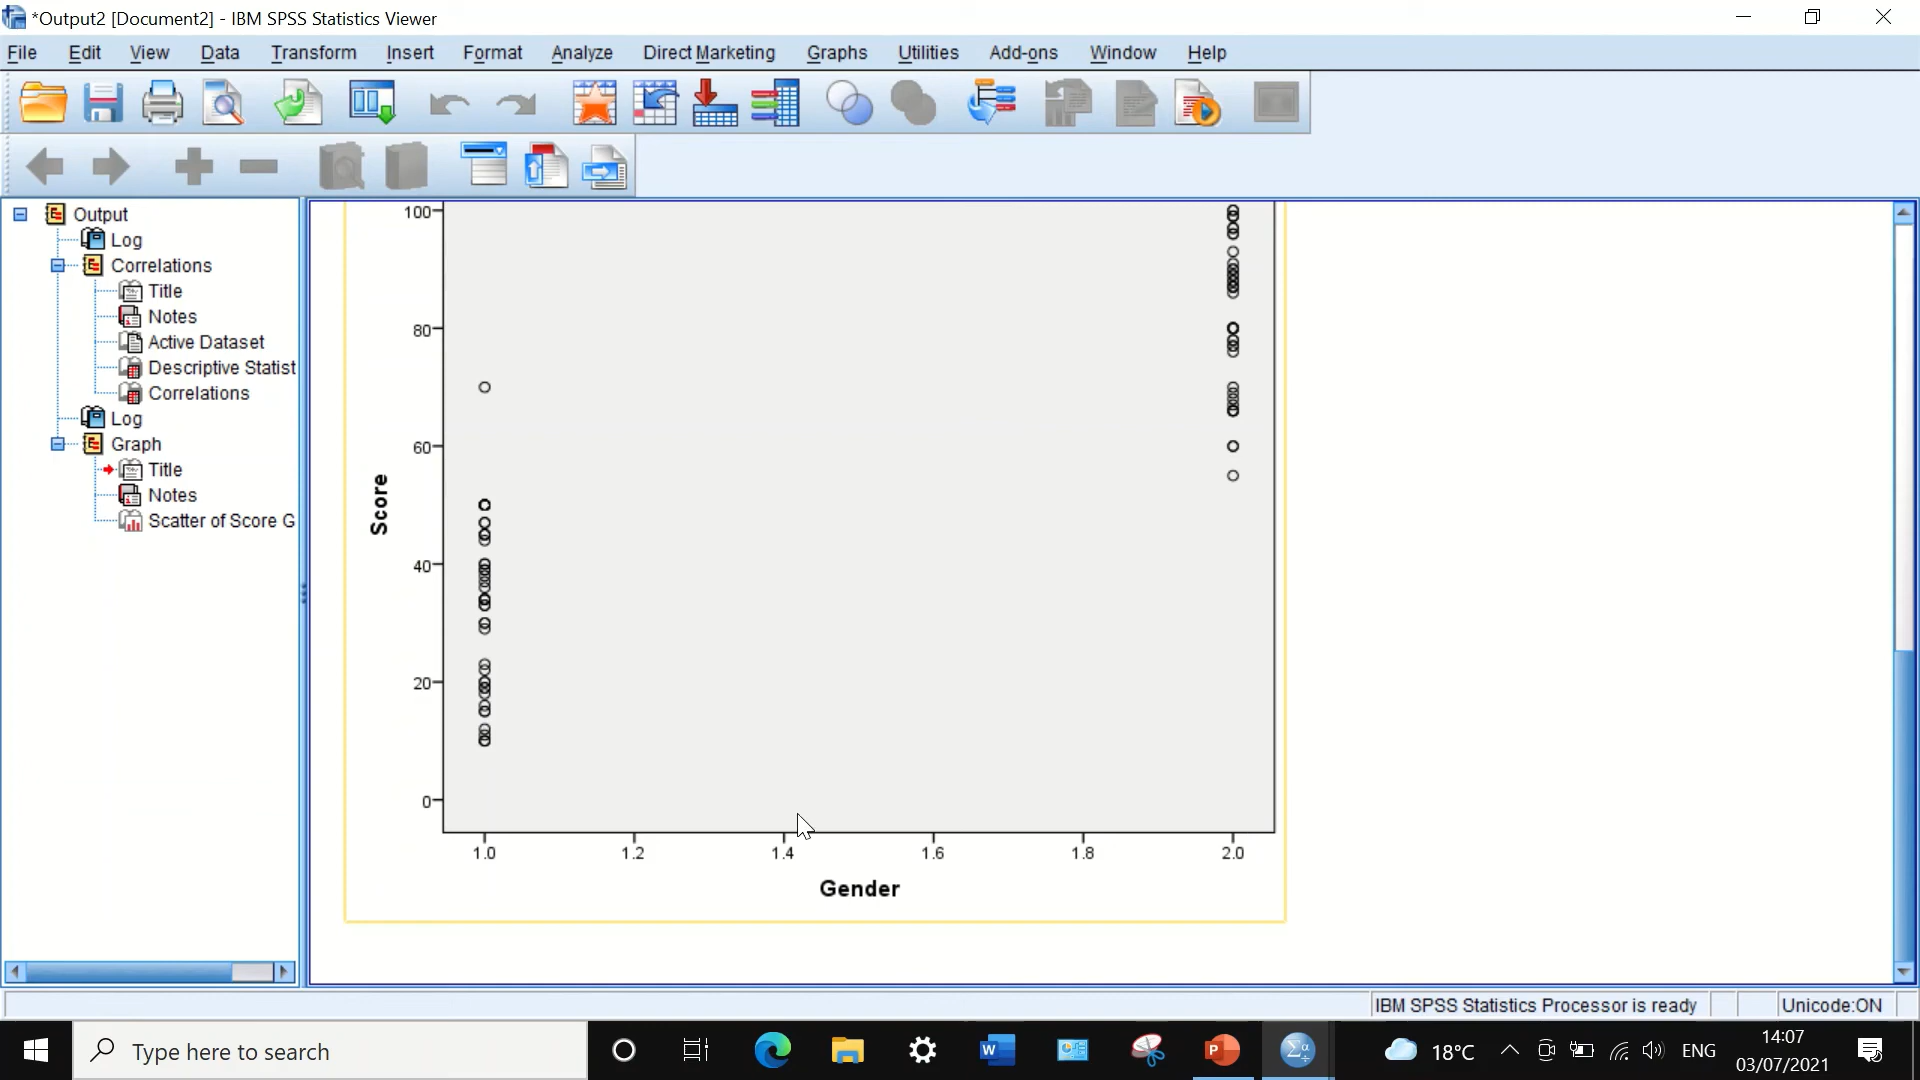 *Output2 [Document2] - IBM SPSS Statistics Viewer
File Edit View Data Transform Insert Format Analyze Direct Marketing Graphs Utilities Add-ons Window Help
Output
Log
Correlations
Title
Notes
Active Dataset
Descriptive Statist
Correlations
Log
Graph
Title
Notes
Scatter of Score G
100
80
60
40
20
0
Score
1.0 1.2 1.4 1.6 1.8 2.0
Gender
IBM SPSS Statistics Processor is ready Unicode:ON
Type here to search
18°C ENG 14:07
03/07/2021